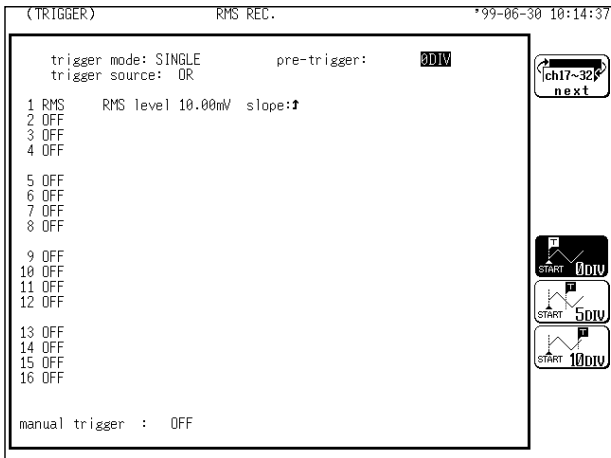 (TRIGGER) RMS REC. '99-06-30 10:14:37
trigger mode: SINGLE pre-trigger: 0DIV
trigger source: OR
ch17~32
next
1 RMS RMS level 10.00mV slope:↑
2 OFF
3 OFF
4 OFF
5 OFF
6 OFF
7 OFF
8 OFF
9 OFF
10 OFF
11 OFF
12 OFF
13 OFF
14 OFF
15 OFF
16 OFF
manual trigger : OFF
T
START 0DIV
T
START 5DIV
T
START 10DIV